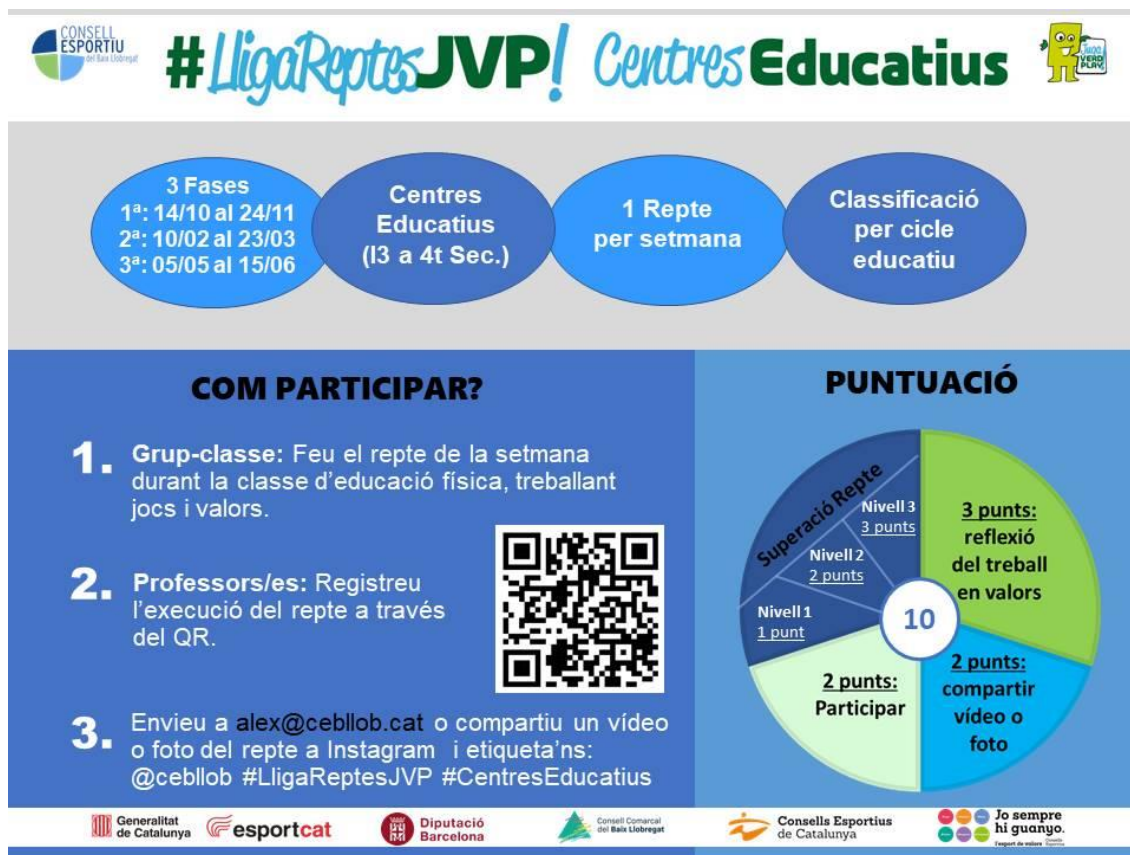 CONSELL
ESPORTIU
del Baix Llobregat
#LligaReptesJVP! Centres Educatius
Juga
VERD
PLAY
3 Fases
1ª: 14/10 al 24/11
2ª: 10/02 al 23/03
3ª: 05/05 al 15/06
Centres
Educatius
(I3 a 4t Sec.)
1 Repte
per setmana
Classificació
per cicle
educatiu
COM PARTICIPAR?
1. Grup-classe: Feu el repte de la setmana
durant la classe d'educació física, treballant
jocs i valors.
2. Professors/es: Registreu
l'execució del repte a través
del QR.
3. Envieu a alex@cebllob.cat o compartiu un vídeo
o foto del repte a Instagram i etiqueta'ns:
@cebllob #LligaReptesJVP #CentresEducatius
PUNTUACIÓ
Superació Repte
Nivell 3
3 punts
Nivell 2
2 punts
Nivell 1
1 punt
3 punts:
reflexió
del treball
en valors
10
2 punts:
Participar
2 punts:
compartir
vídeo o
foto
Generalitat
de Catalunya
esportcat
Diputació
Barcelona
Consell Comarcal
del Baix Llobregat
Consells Esportius
de Catalunya
Jo sempre
hi guanyo.
L'esport de valors